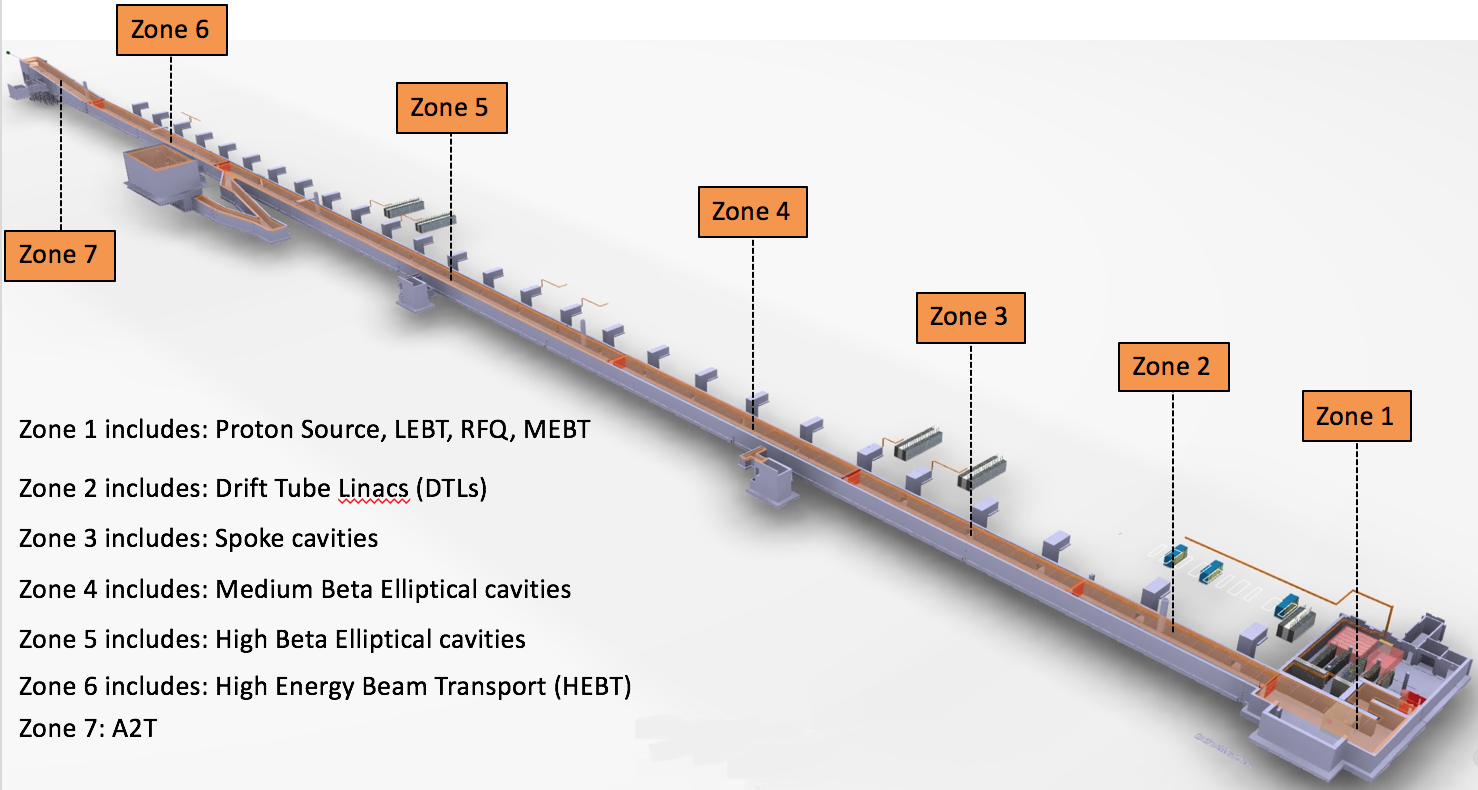 Zone 6
Zone 5
Zone 4
Zone 7
Zone 3
Zone 2
Zone 1
Zone 1 includes: Proton Source, LEBT, RFQ, MEBT
Zone 2 includes: Drift Tube Linacs (DTLs)
Zone 3 includes: Spoke cavities
Zone 4 includes: Medium Beta Elliptical cavities
Zone 5 includes: High Beta Elliptical cavities
Zone 6 includes: High Energy Beam Transport (HEBT)
Zone 7: A2T